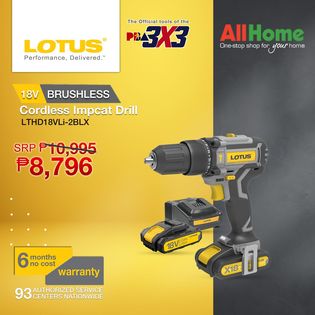 LOTUS®
Performance, Delivered.™
The Official tools of the
PBA 3X3
AllHome
One-stop shop for your home
18V BRUSHLESS
Cordless Impcat Drill
LTHD18VLi-2BLX
SRP ₱10,995
₱8,796
LOTUS
18V
X18
6 months no cost warranty
93 AUTHORIZED SERVICE
CENTERS NATIONWIDE